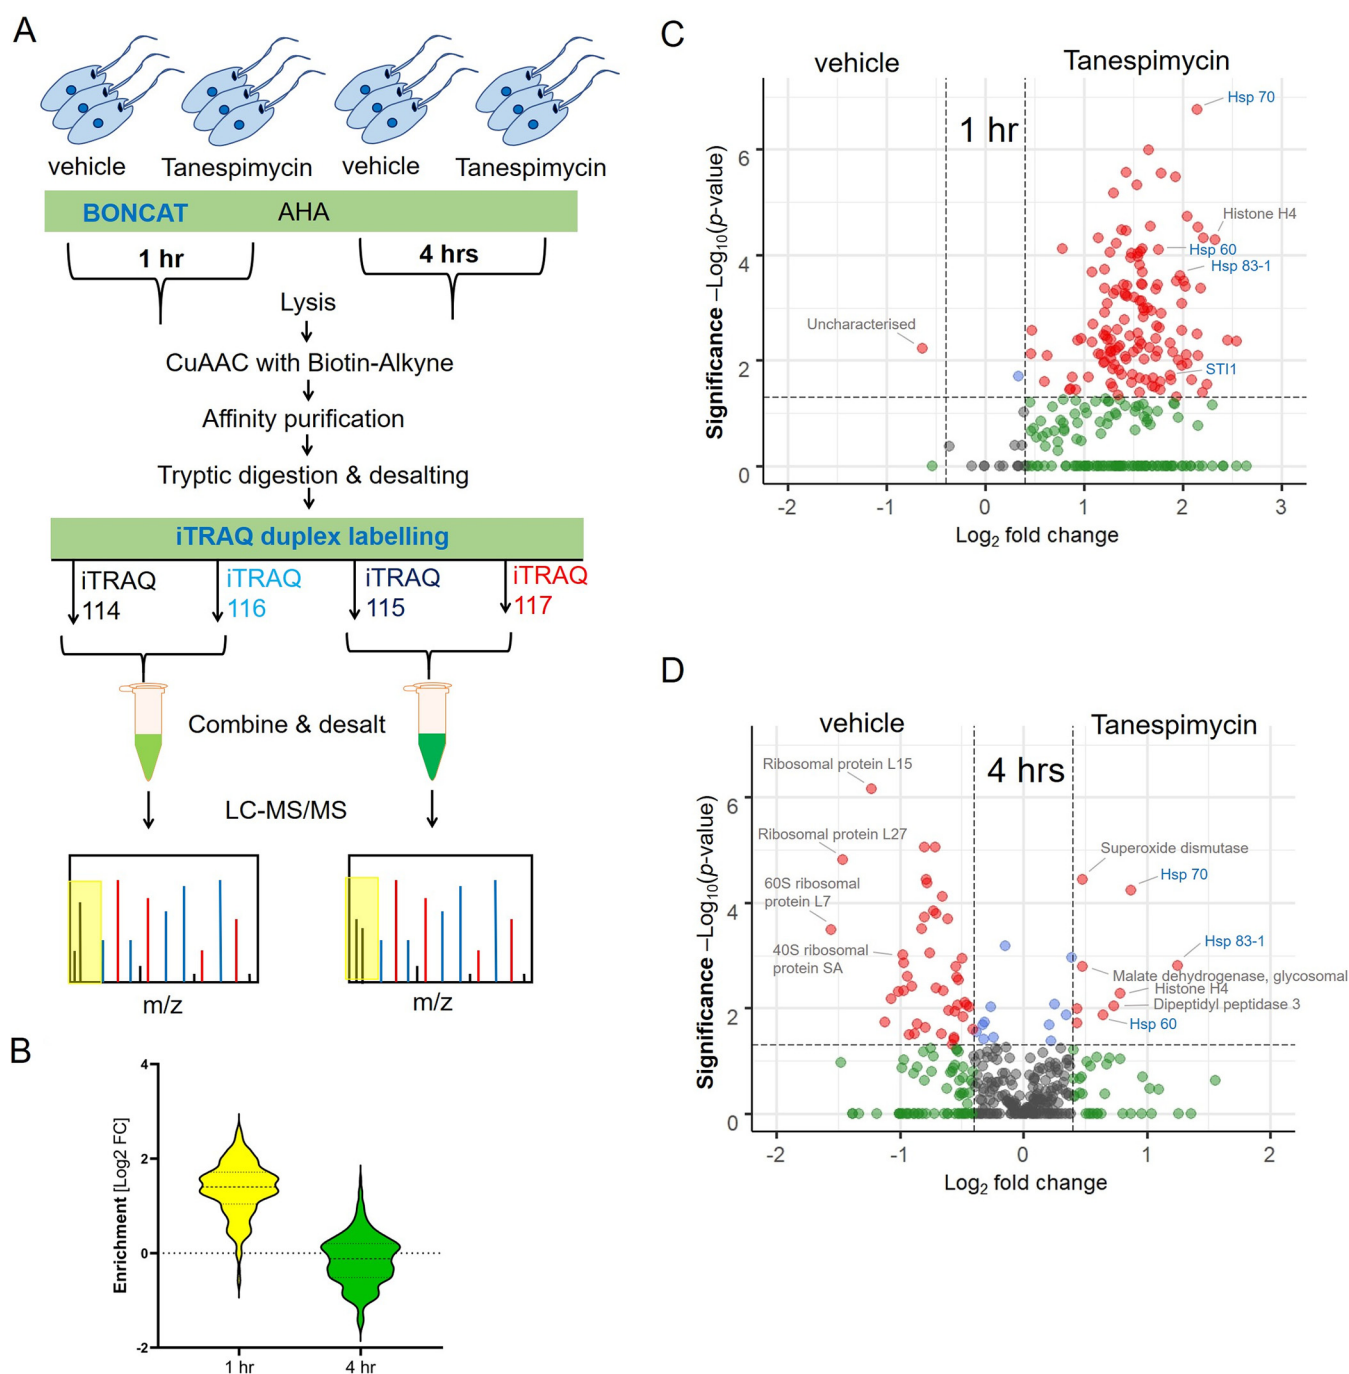 A
vehicle
Tanespimycin
vehicle
Tanespimycin
BONCAT
AHA
1 hr
4 hrs
Lysis
CuAAC with Biotin-Alkyne
Affinity purification
Tryptic digestion & desalting
iTRAQ duplex labelling
iTRAQ
114
iTRAQ
116
iTRAQ
115
iTRAQ
117
Combine & desalt
LC-MS/MS
m/z
m/z
B
Enrichment [Log2 FC]
4
2
0
-2
1 hr
4 hr
C
vehicle
Tanespimycin
1 hr
Significance –Log10(p-value)
6
4
2
0
Hsp 70
Histone H4
Hsp 60
Hsp 83-1
Uncharacterised
STI1
-2
-1
0
1
2
3
Log2 fold change
D
vehicle
Tanespimycin
4 hrs
Significance –Log10(p-value)
6
4
2
0
Ribosomal protein L15
Ribosomal protein L27
60S ribosomal
protein L7
40S ribosomal
protein SA
Superoxide dismutase
Hsp 70
Hsp 83-1
Malate dehydrogenase, glycosomal
Histone H4
Dipeptidyl peptidase 3
Hsp 60
-2
-1
0
1
2
Log2 fold change